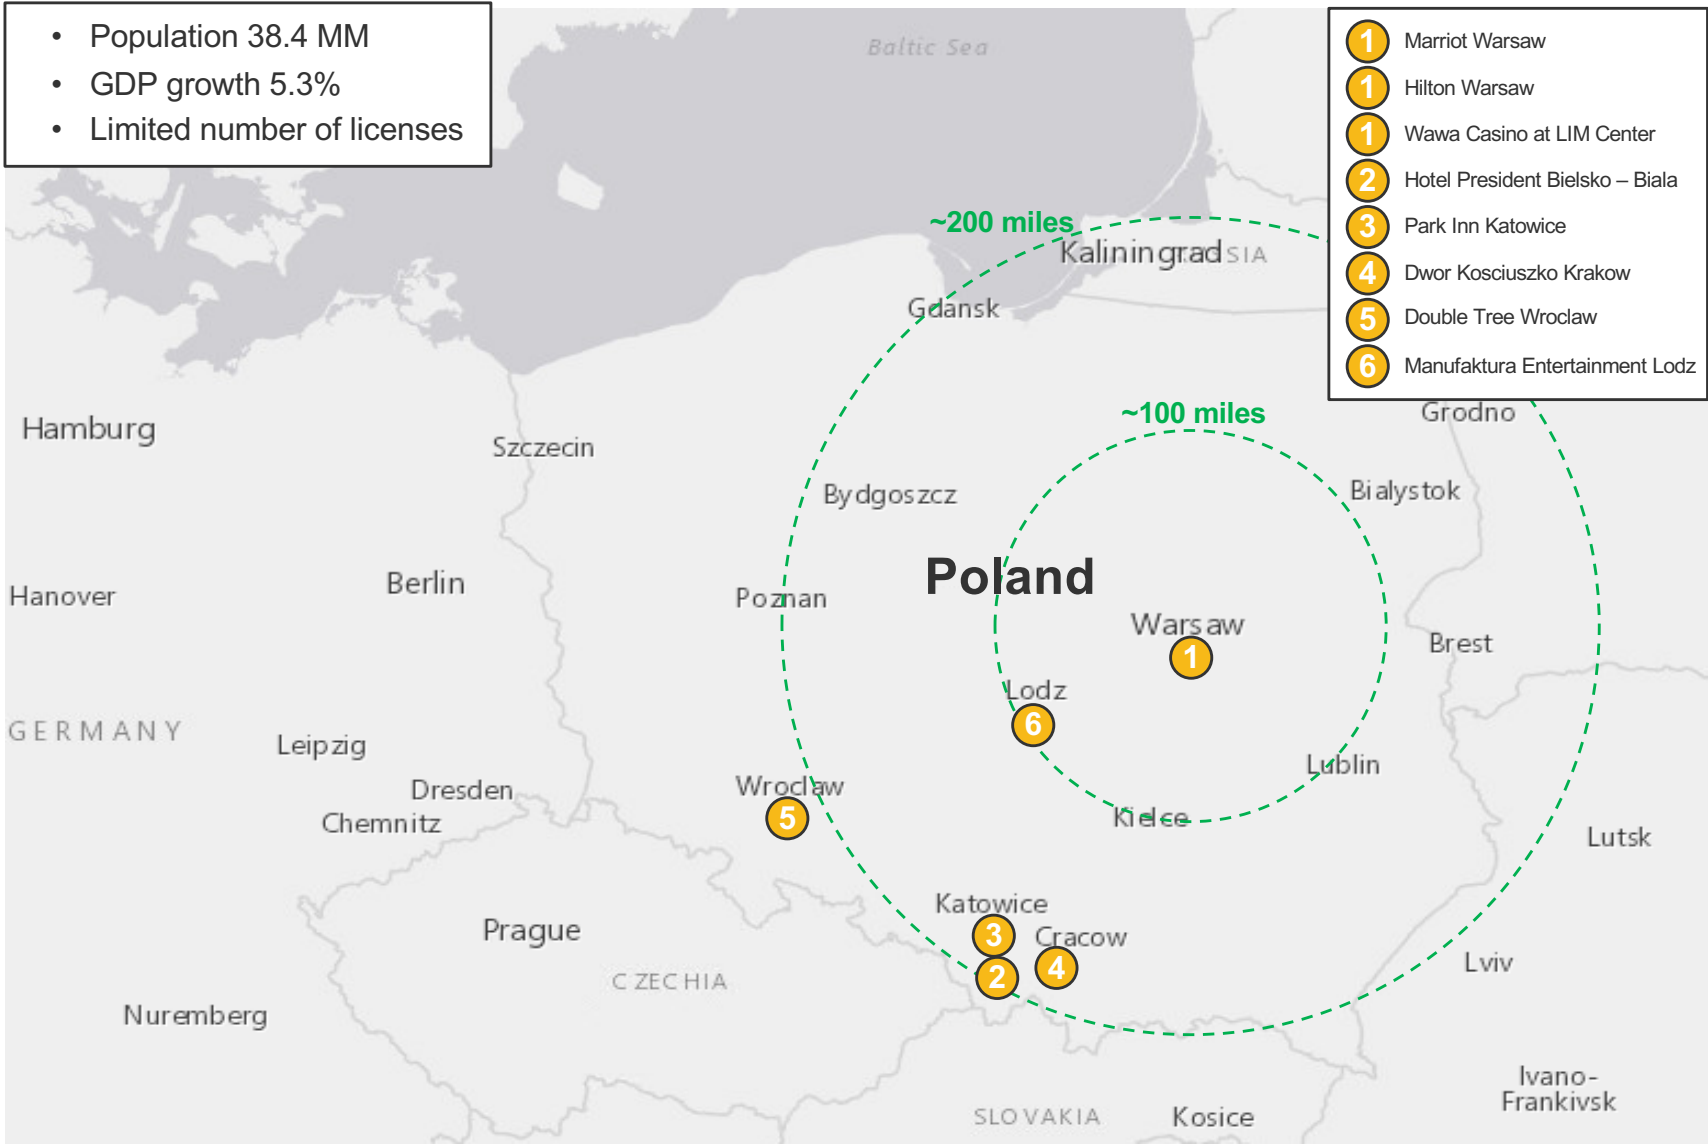 • Population 38.4 MM
• GDP growth 5.3%
• Limited number of licenses
1 Marriot Warsaw
1 Hilton Warsaw
1 Wawa Casino at LIM Center
2 Hotel President Bielsko – Biala
3 Park Inn Katowice
4 Dwor Kosciuszko Krakow
5 Double Tree Wroclaw
6 Manufaktura Entertainment Lodz
Baltic Sea
~200 miles
Kaliningrad
SIA
Gdansk
~100 miles
Grodno
Hamburg
Szczecin
Bydgoszcz
Bialystok
Poland
Hanover
Berlin
Poznan
Warsaw
1
Brest
Lodz
6
GERMANY
Leipzig
Dresden
Chemnitz
Wroclaw
5
Lublin
Kielce
Lutsk
Katowice
3
Cracow
4
2
Prague
CZECHIA
Lviv
Nuremberg
SLOVAKIA
Kosice
Ivano-
Frankivsk